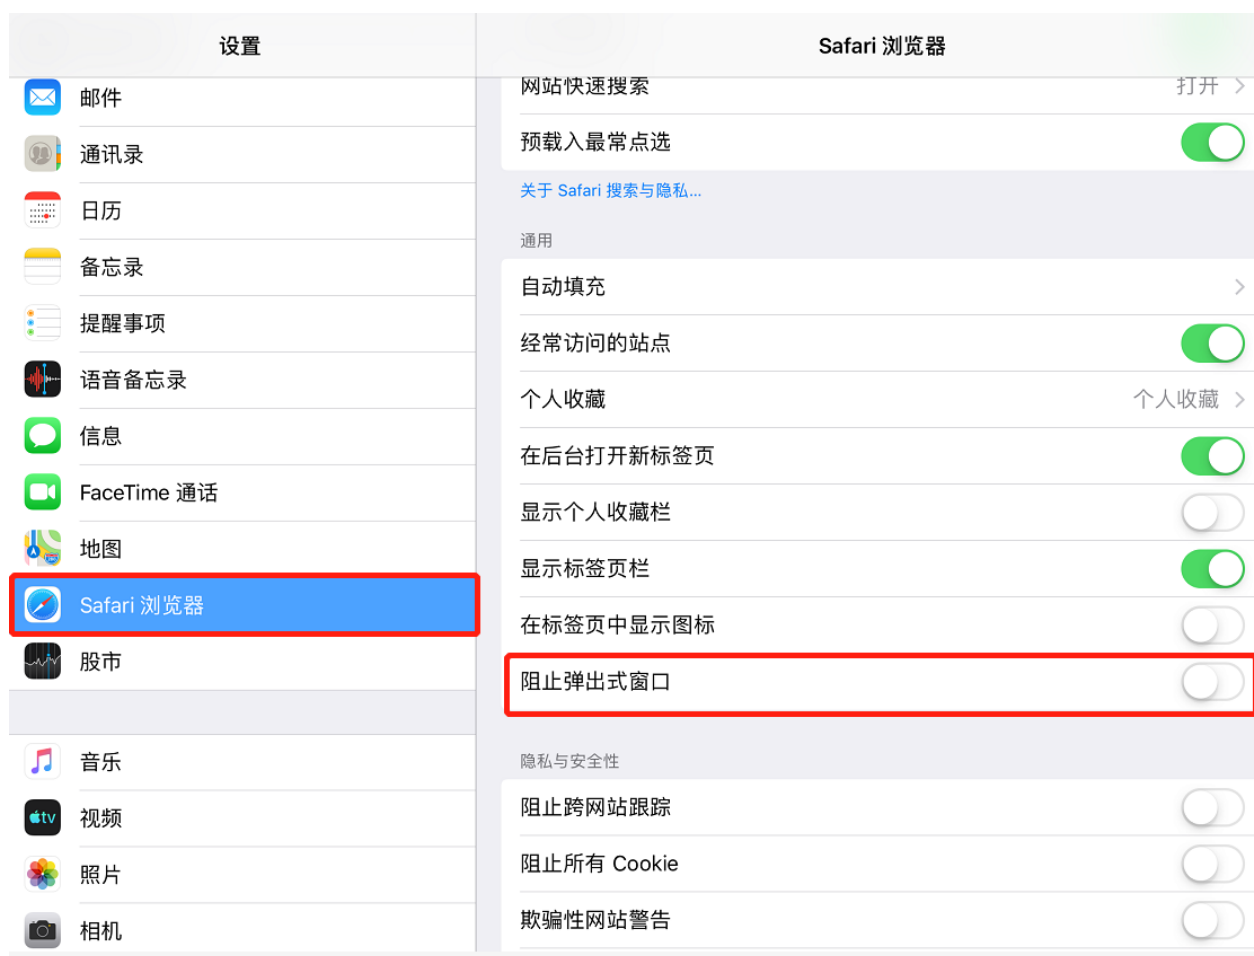 设置
邮件
通讯录
日历
备忘录
提醒事项
语音备忘录
信息
FaceTime 通话
地图
Safari 浏览器
股市
音乐
tv
视频
照片
相机
Safari 浏览器
网站快速搜索 打开
预载入最常点选
关于 Safari 搜索与隐私...
通用
自动填充
经常访问的站点
个人收藏 个人收藏
在后台打开新标签页
显示个人收藏栏
显示标签页栏
在标签页中显示图标
阻止弹出式窗口
隐私与安全性
阻止跨网站跟踪
阻止所有 Cookie
欺骗性网站警告